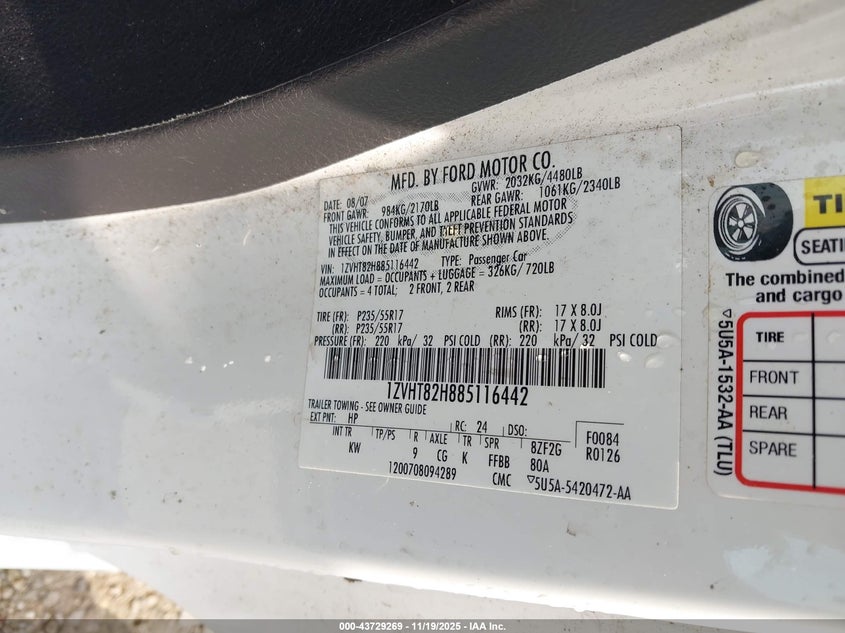 MFD. BY FORD MOTOR CO.
DATE: 08/07 GVWR: 2032KG/4480LB
FRONT GAWR: 984KG/2170LB REAR GAWR: 1061KG/2340LB
THIS VEHICLE CONFORMS TO ALL APPLICABLE FEDERAL MOTOR
VEHICLE SAFETY, BUMPER, AND THEFT PREVENTION STANDARDS
IN EFFECT ON THE DATE OF MANUFACTURE SHOWN ABOVE.
VIN: 1ZVHT82H885116442 TYPE: Passenger Car
MAXIMUM LOAD = OCCUPANTS + LUGGAGE = 326KG/ 720LB
OCCUPANTS = 4 TOTAL; 2 FRONT, 2 REAR
TIRE (FR): P235/55R17 RIMS (FR): 17 X 8.0J
(RR): P235/55R17 (RR): 17 X 8.0J
PRESSURE (FR): 220 kPa/ 32 PSI COLD (RR): 220 kPa/ 32 PSI COLD
1ZVHT82H885116442
TRAILER TOWING - SEE OWNER GUIDE
EXT PNT: HP RC: 24 DSO: F0084
INT TR TP/PS R AXLE TR SPR 8ZF2G R0126
KW 9 CG K FFBB 80A
1200708094289 CMC ▽5U5A-5420472-AA
▽5U5A-1532-AA (TLU)
TI
SEATI
The combined
and cargo
TIRE
FRONT
REAR
SPARE
000-43729269 - 11/19/2025 - IAA Inc.